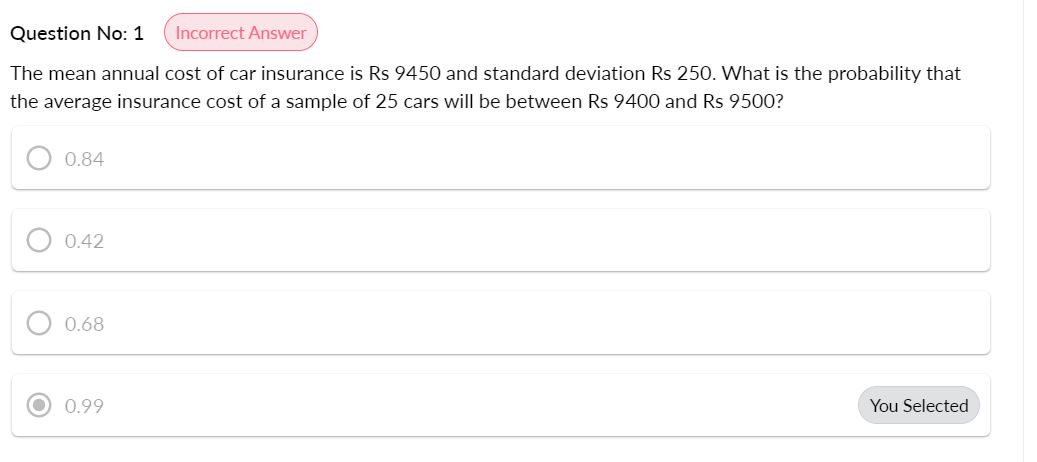 Question No: 1 Incorrect Answer
The mean annual cost of car insurance is Rs 9450 and standard deviation Rs 250. What is the probability that
the average insurance cost of a sample of 25 cars will be between Rs 9400 and Rs 9500?
0.84
0.42
0.68
0.99 You Selected